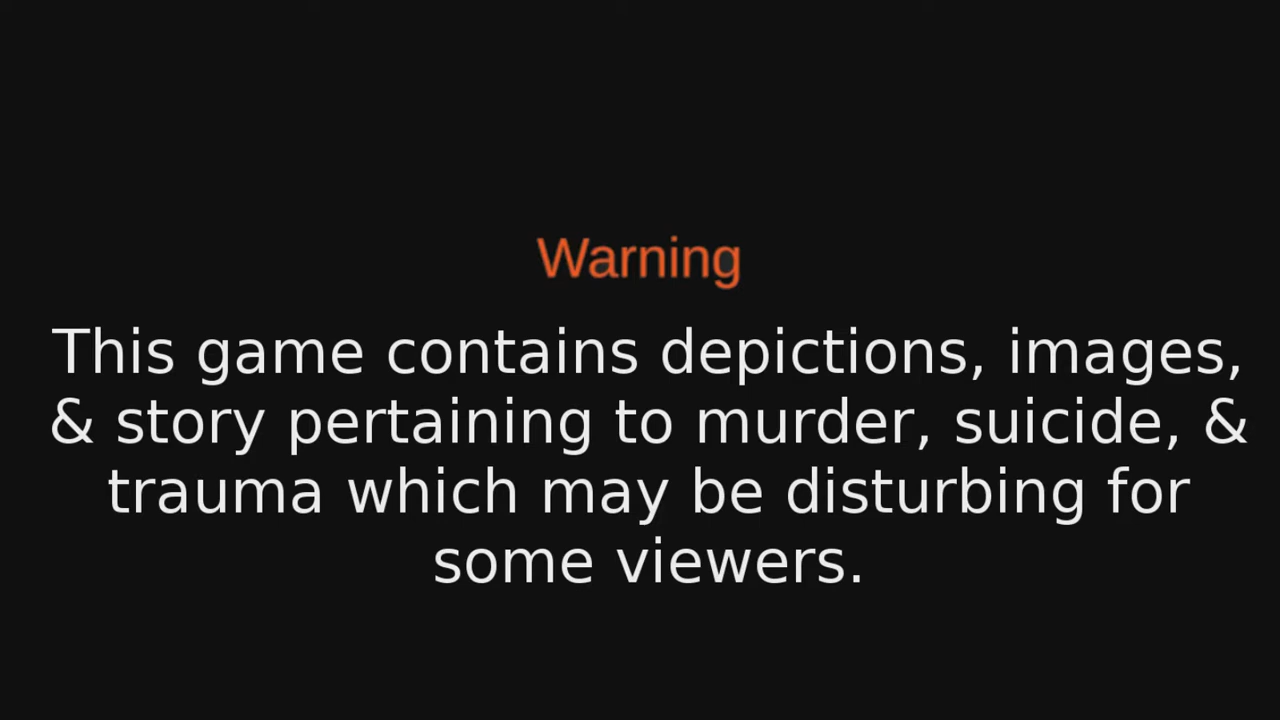 Warning
This game contains depictions, images,
& story pertaining to murder, suicide, &
trauma which may be disturbing for
some viewers.